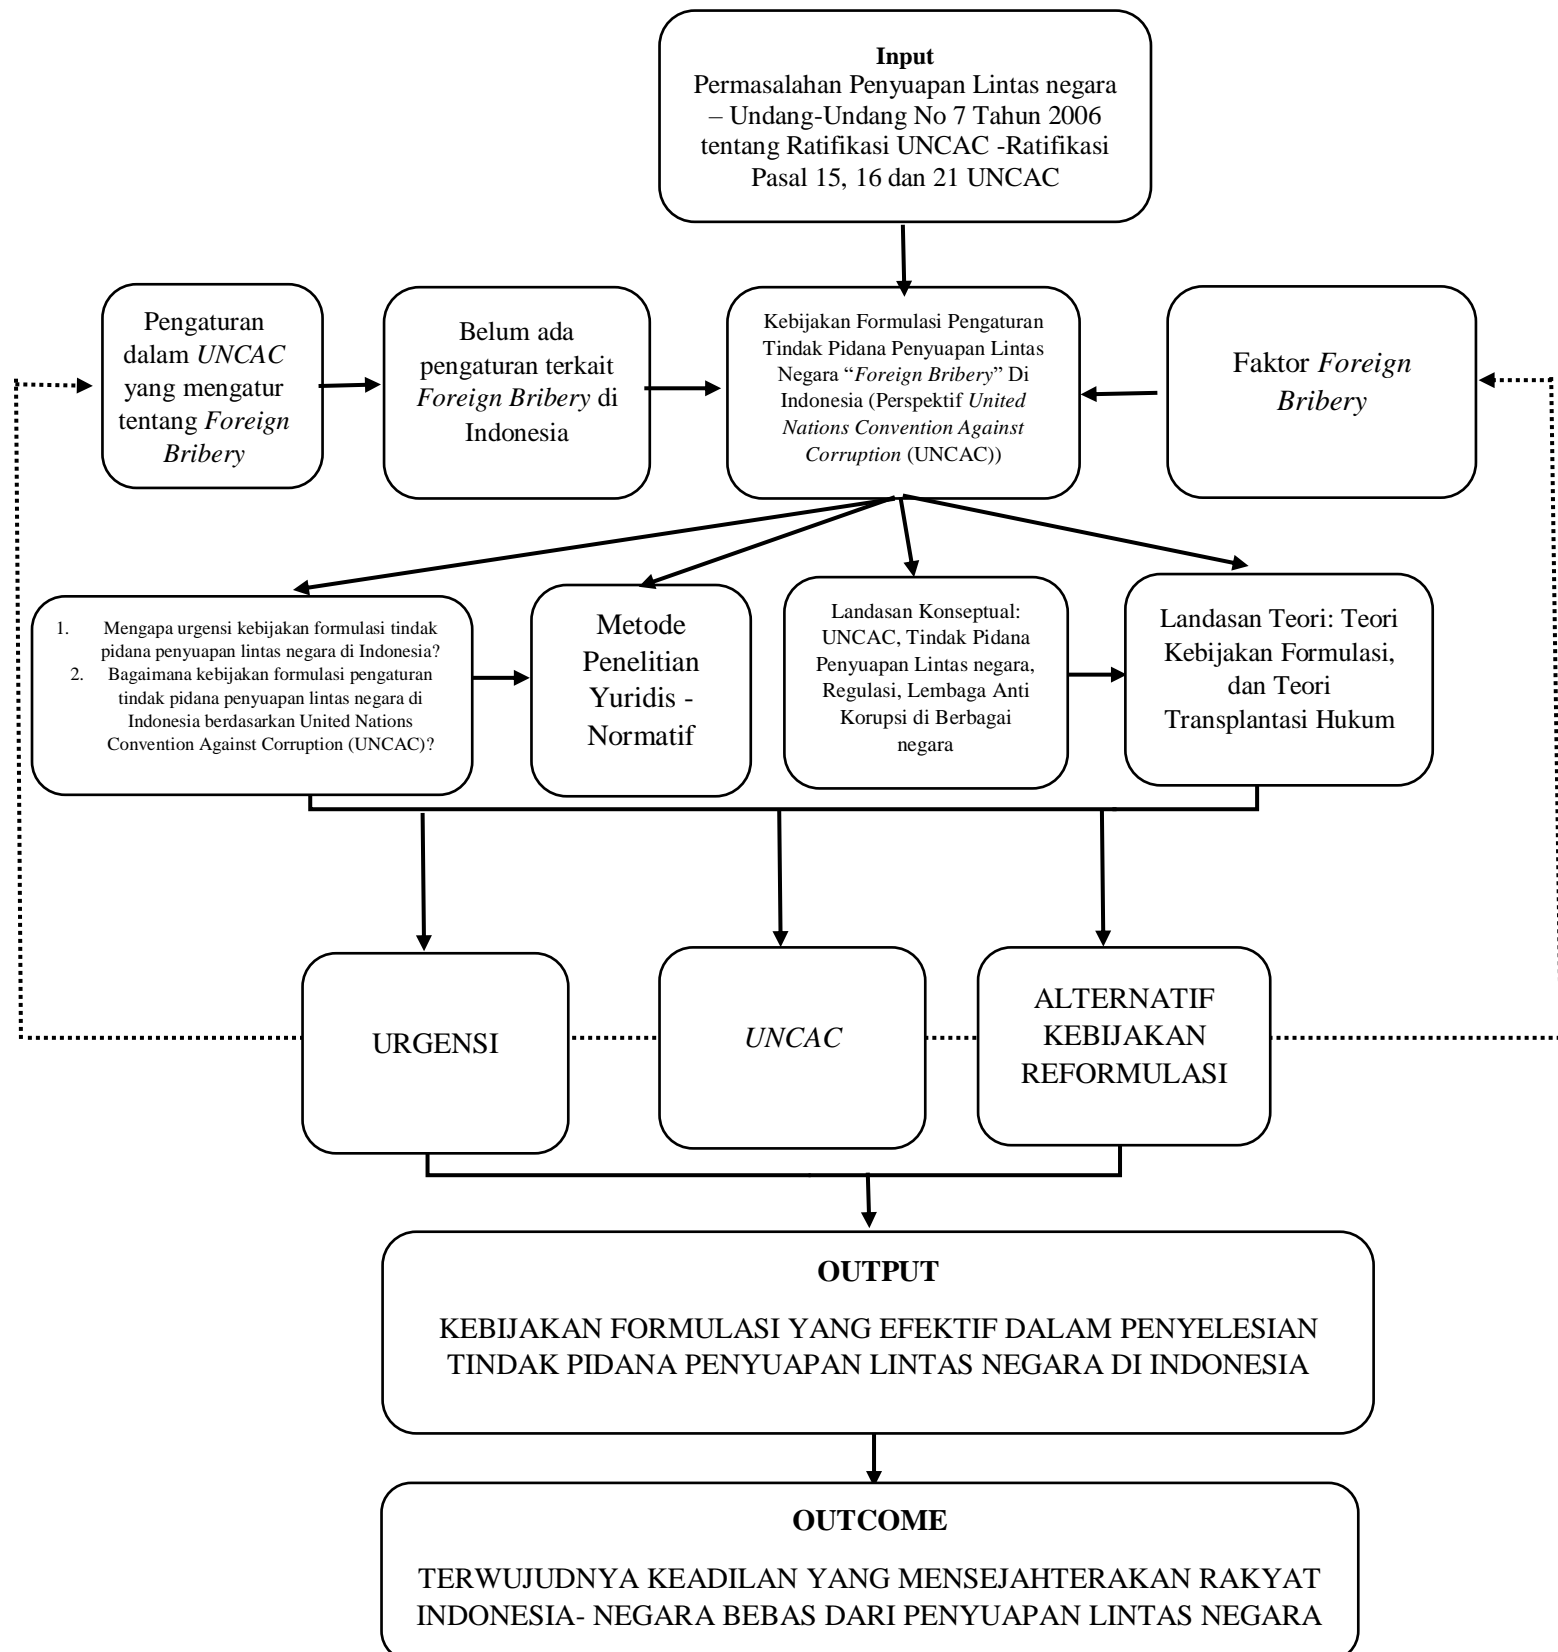 Input
Permasalahan Penyuapan Lintas negara
– Undang-Undang No 7 Tahun 2006
tentang Ratifikasi UNCAC -Ratifikasi
Pasal 15, 16 dan 21 UNCAC
Pengaturan
dalam UNCAC
yang mengatur
tentang Foreign
Bribery
Belum ada
pengaturan terkait
Foreign Bribery di
Indonesia
Kebijakan Formulasi Pengaturan
Tindak Pidana Penyuapan Lintas
Negara “Foreign Bribery” Di
Indonesia (Perspektif United
Nations Convention Against
Corruption (UNCAC))
Faktor Foreign
Bribery
1. Mengapa urgensi kebijakan formulasi tindak
pidana penyuapan lintas negara di Indonesia?
2. Bagaimana kebijakan formulasi pengaturan
tindak pidana penyuapan lintas negara di
Indonesia berdasarkan United Nations
Convention Against Corruption (UNCAC)?
Metode
Penelitian
Yuridis -
Normatif
Landasan Konseptual:
UNCAC, Tindak Pidana
Penyuapan Lintas negara,
Regulasi, Lembaga Anti
Korupsi di Berbagai
negara
Landasan Teori: Teori
Kebijakan Formulasi,
dan Teori
Transplantasi Hukum
URGENSI
UNCAC
ALTERNATIF
KEBIJAKAN
REFORMULASI
OUTPUT
KEBIJAKAN FORMULASI YANG EFEKTIF DALAM PENYELESIAN
TINDAK PIDANA PENYUAPAN LINTAS NEGARA DI INDONESIA
OUTCOME
TERWUJUDNYA KEADILAN YANG MENSEJAHTERAKAN RAKYAT
INDONESIA- NEGARA BEBAS DARI PENYUAPAN LINTAS NEGARA